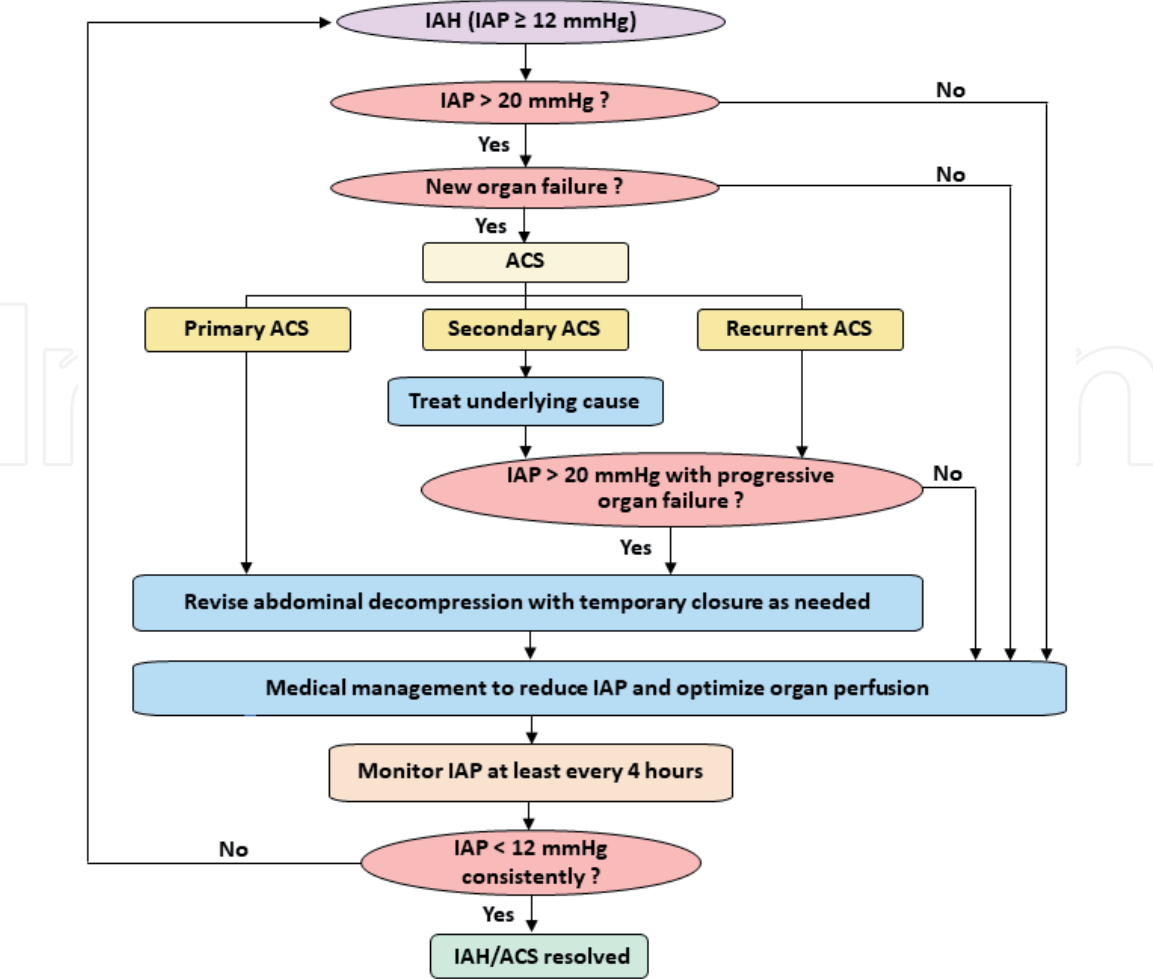 IAH (IAP ≥ 12 mmHg)
IAP > 20 mmHg ?
No
Yes
New organ failure ?
No
Yes
ACS
Primary ACS
Secondary ACS
Recurrent ACS
Treat underlying cause
IAP > 20 mmHg with progressive
organ failure ?
No
Yes
Revise abdominal decompression with temporary closure as needed
Medical management to reduce IAP and optimize organ perfusion
Monitor IAP at least every 4 hours
IAP < 12 mmHg
consistently ?
No
Yes
IAH/ACS resolved